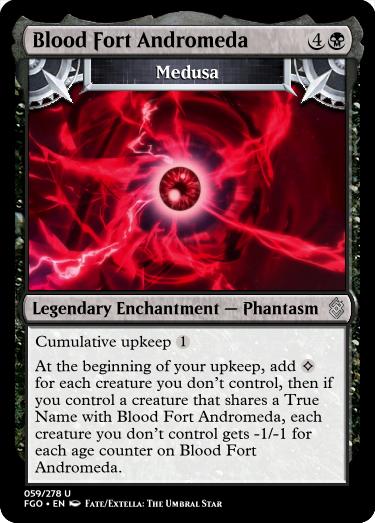 Blood Fort Andromeda 4
Medusa
Legendary Enchantment — Phantasm
Cumulative upkeep 1
At the beginning of your upkeep, add
for each creature you don't control, then if
you control a creature that shares a True
Name with Blood Fort Andromeda, each
creature you don't control gets -1/-1 for
each age counter on Blood Fort
Andromeda.
059/278 U
FGO • EN Fate/Extella: The Umbral Star